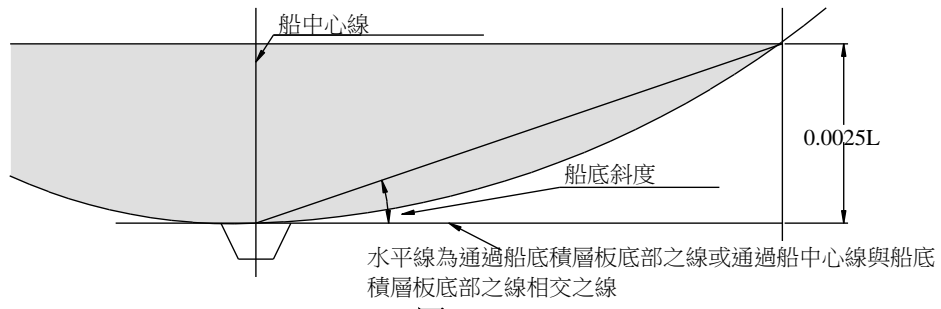 船中心線
0.0025L
船底斜度
水平線為通過船底積層板底部之線或通過船中心線與船底
積層板底部之線相交之線